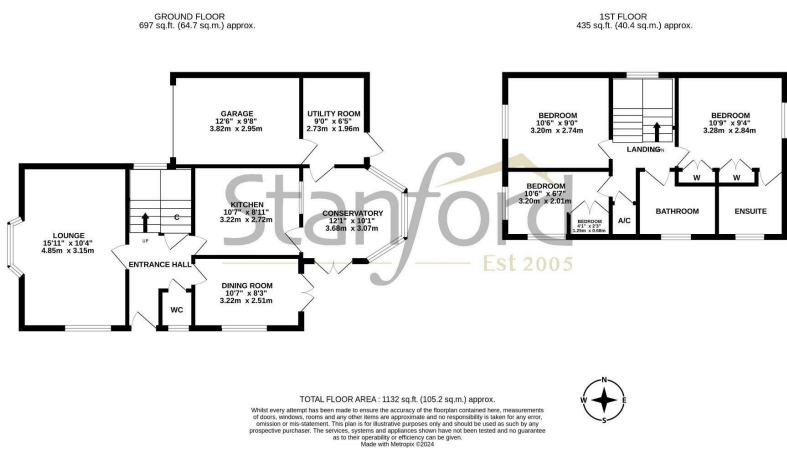 GROUND FLOOR
697 sq.ft. (64.7 sq.m.) approx.
1ST FLOOR
435 sq.ft. (40.4 sq.m.) approx.
GARAGE
12'6" x 9'8"
3.82m x 2.95m
UTILITY ROOM
9'0" x 6'5"
2.73m x 1.96m
LOUNGE
15'11" x 10'4"
4.85m x 3.15m
C
UP
KITCHEN
10'7" x 8'11"
3.22m x 2.72m
CONSERVATORY
12'1" x 10'1"
3.68m x 3.07m
ENTRANCE HALL
WC
DINING ROOM
10'7" x 8'3"
3.22m x 2.51m
BEDROOM
10'6" x 9'0"
3.20m x 2.74m
BEDROOM
10'9" x 9'4"
3.28m x 2.84m
LANDING
W
W
BEDROOM
10'6" x 6'7"
3.20m x 2.01m
BEDROOM
4'1" x 2'3"
1.25m x 0.68m
A/C
BATHROOM
ENSUITE
Stanford
Est 2005
N
W
E
S
TOTAL FLOOR AREA : 1132 sq.ft. (105.2 sq.m.) approx.
Whilst every attempt has been made to ensure the accuracy of the floorplan contained here, measurements
of doors, windows, rooms and any other items are approximate and no responsibility is taken for any error,
omission or mis-statement. This plan is for illustrative purposes only and should be used as such by any
prospective purchaser. The services, systems and appliances shown have not been tested and no guarantee
as to their operability or efficiency can be given.
Made with Metropix ©2024